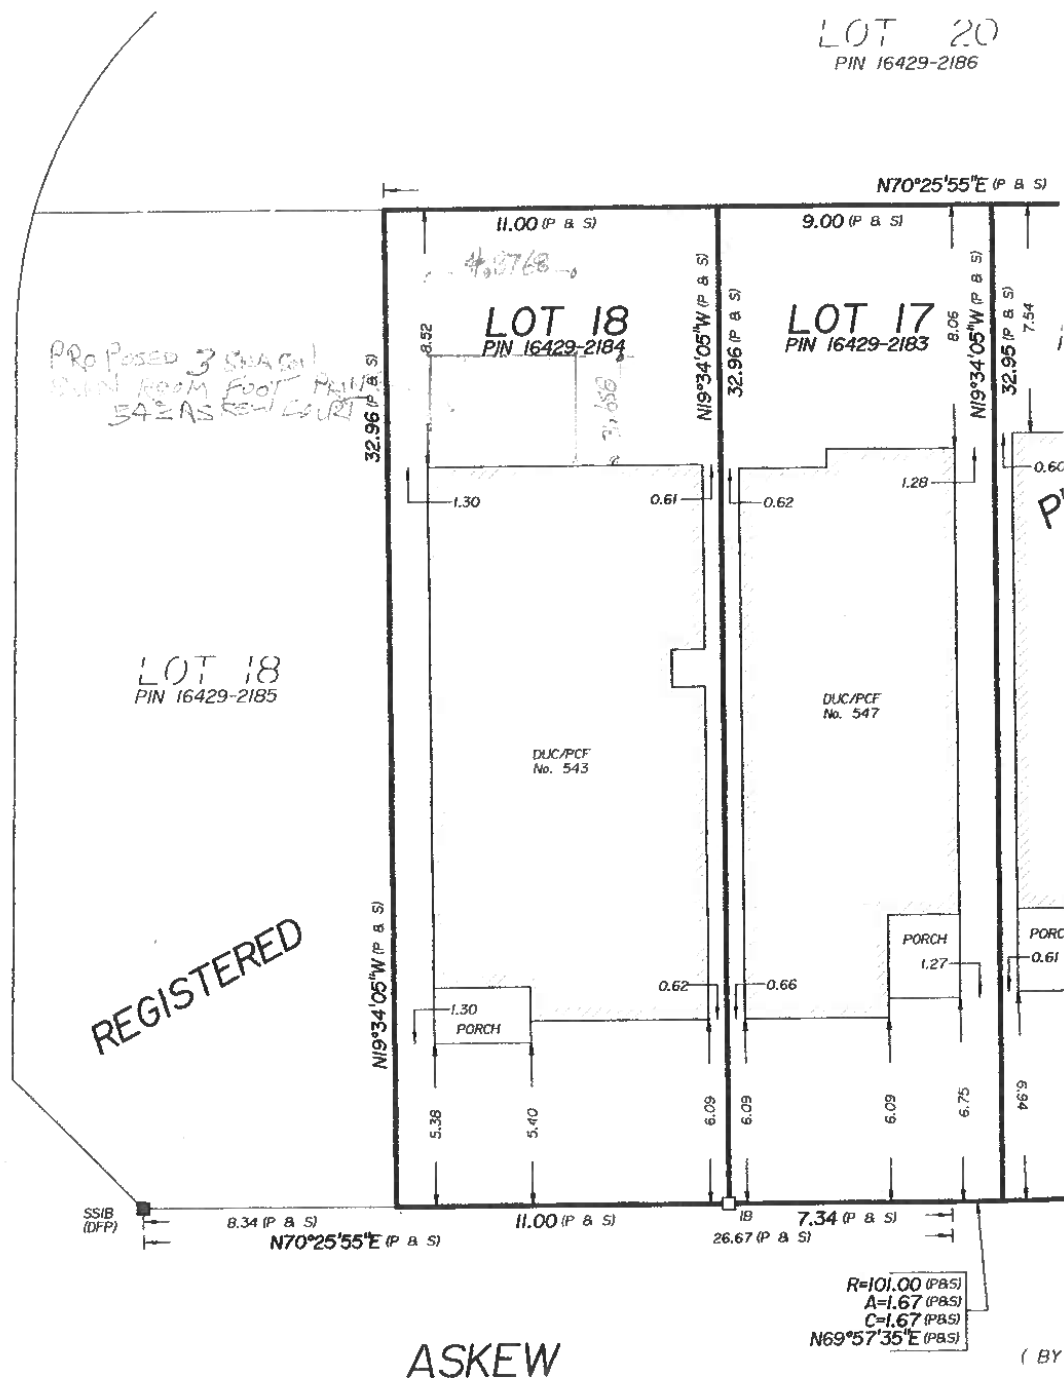 LOT 20
PIN 16429-2186
N70°25'55"E (P & S)
11.00 (P & S)
9.00 (P & S)
LOT 18
PIN 16429-2184
LOT 17
PIN 16429-2183
8.52
8.06
7.54
N19°34'05"W (P & S)
32.96 (P & S)
N19°34'05"W (P & S)
32.95 (P & S)
PROPOSED 3 SEASON
SUN ROOM FOOT PRINT
32.96 (P & S)
3.658
1.30
0.61
0.62
1.28
0.60
LOT 18
PIN 16429-2185
DUC/PCF
No. 543
DUC/PCF
No. 547
REGISTERED
N19°34'05"W (P & S)
PORCH
1.27
PORC
0.61
0.62
0.66
1.30
PORCH
5.38
5.40
6.09
6.09
6.09
6.75
6.94
SSIB
(DFP)
8.34 (P & S)
N70°25'55"E (P & S)
11.00 (P & S)
IB
7.34 (P & S)
26.67 (P & S)
R=101.00 (P&S)
A=1.67 (P&S)
C=1.67 (P&S)
N69°57'35"E (P&S)
ASKEW
( BY